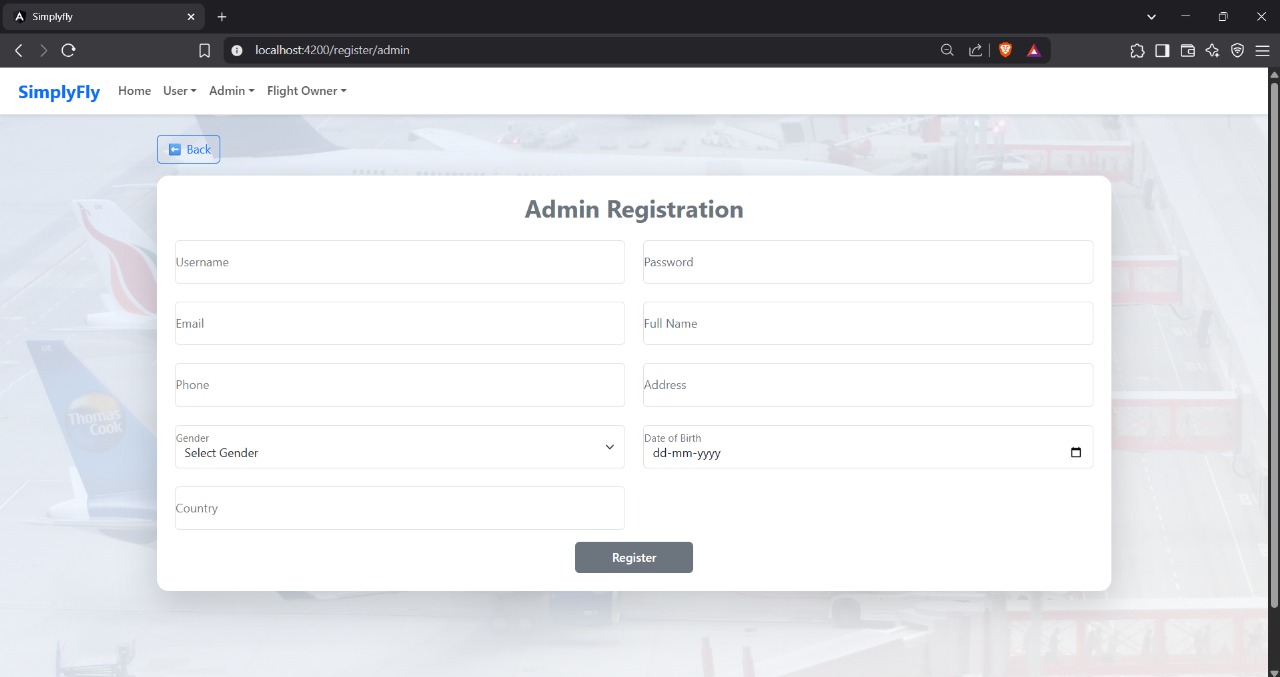 Simplyfly
localhost:4200/register/admin
SimplyFly Home User Admin Flight Owner
Back
Admin Registration
Username Password
Email Full Name
Phone Address
Gender Date of Birth
Select Gender dd-mm-yyyy
Country
Register
Thomas
Cook